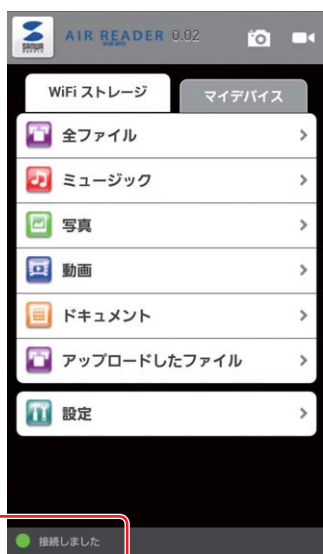 SANWA SUPPLY
AIR READER 0.02
WiFi ストレージ
マイデバイス
全ファイル
ミュージック
写真
動画
ドキュメント
アップロードしたファイル
設定
接続しました